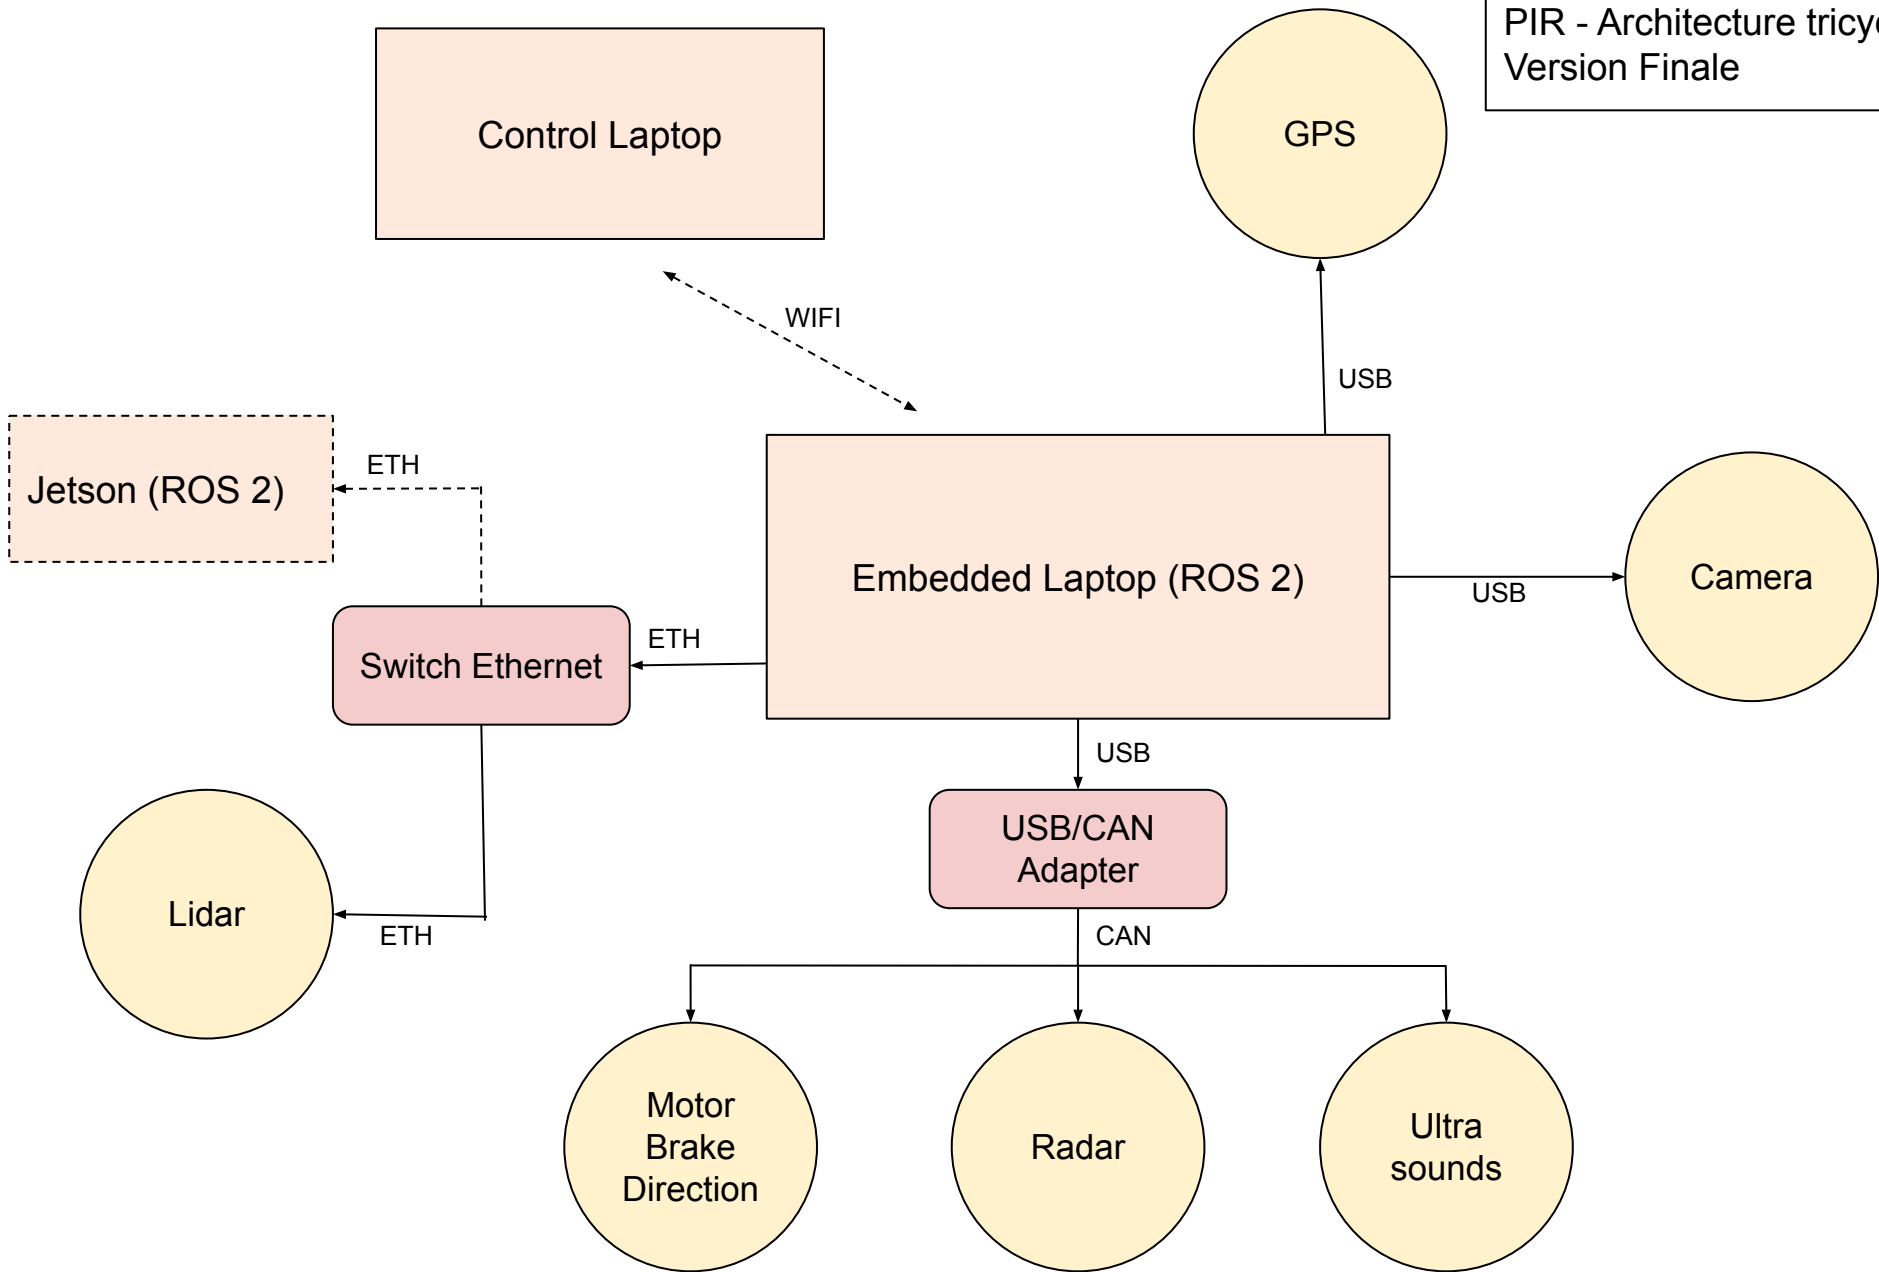 PIR - Architecture
Version Finale
Control Laptop
GPS
WIFI
USB
Jetson (ROS 2)
ETH
Embedded Laptop (ROS 2)
USB
Camera
Switch Ethernet
ETH
USB
USB/CAN
Adapter
Lidar
ETH
CAN
Motor
Brake
Direction
Radar
Ultra
sounds